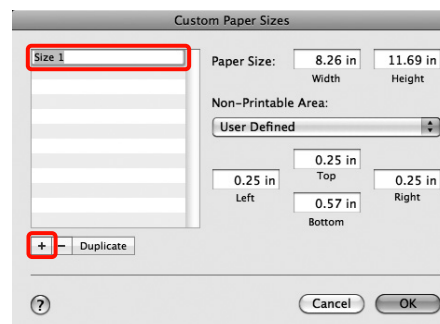 Custom Paper Sizes
Size 1
Paper Size: 8.26 in 11.69 in
Width Height
Non-Printable Area:
User Defined
0.25 in
Top
0.25 in 0.25 in
Left Right
0.57 in
Bottom
+ − Duplicate
? Cancel OK